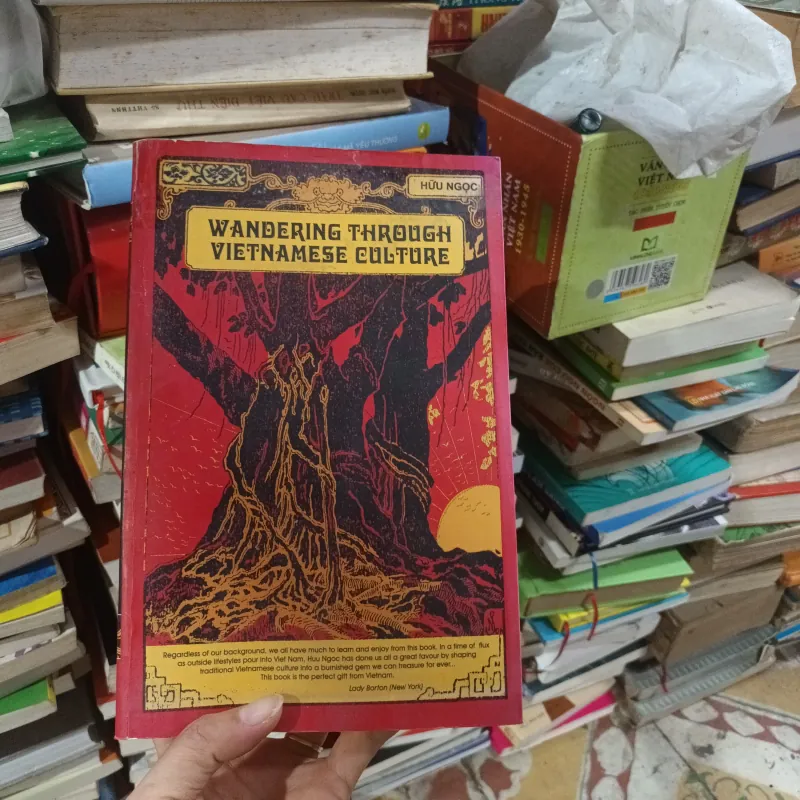 HỮU NGỌC
WANDERING THROUGH
VIETNAMESE CULTURE
Regardless of our background, we all have much to learn and enjoy from this book. In a time of flux
as outside lifestyles pour into Viet Nam, Huu Ngoc has done us all a great favour by shaping
traditional Vietnamese culture into a burnished gem we can treasure for ever...
This book is the perfect gift from Vietnam.
Lady Borton (New York)
VIỆT NAM
1930-1945
VĂN
VIỆT N